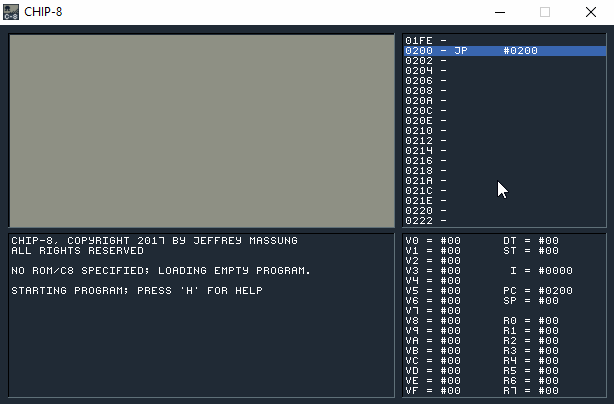 CHIP-8
01FE -
0200 - JP #0200
0202 -
0204 -
0206 -
0208 -
020A -
020C -
020E -
0210 -
0212 -
0214 -
0216 -
0218 -
021A -
021C -
021E -
0220 -
0222 -
CHIP-8, COPYRIGHT 2017 BY JEFFREY MASSUNG
ALL RIGHTS RESERVED
NO ROM/C8 SPECIFIED; LOADING EMPTY PROGRAM.
STARTING PROGRAM; PRESS 'H' FOR HELP
V0 = #00 DT = #00
V1 = #00 ST = #00
V2 = #00
V3 = #00 I = #0000
V4 = #00
V5 = #00 PC = #0200
V6 = #00 SP = #00
V7 = #00
V8 = #00 R0 = #00
V9 = #00 R1 = #00
VA = #00 R2 = #00
VB = #00 R3 = #00
VC = #00 R4 = #00
VD = #00 R5 = #00
VE = #00 R6 = #00
VF = #00 R7 = #00